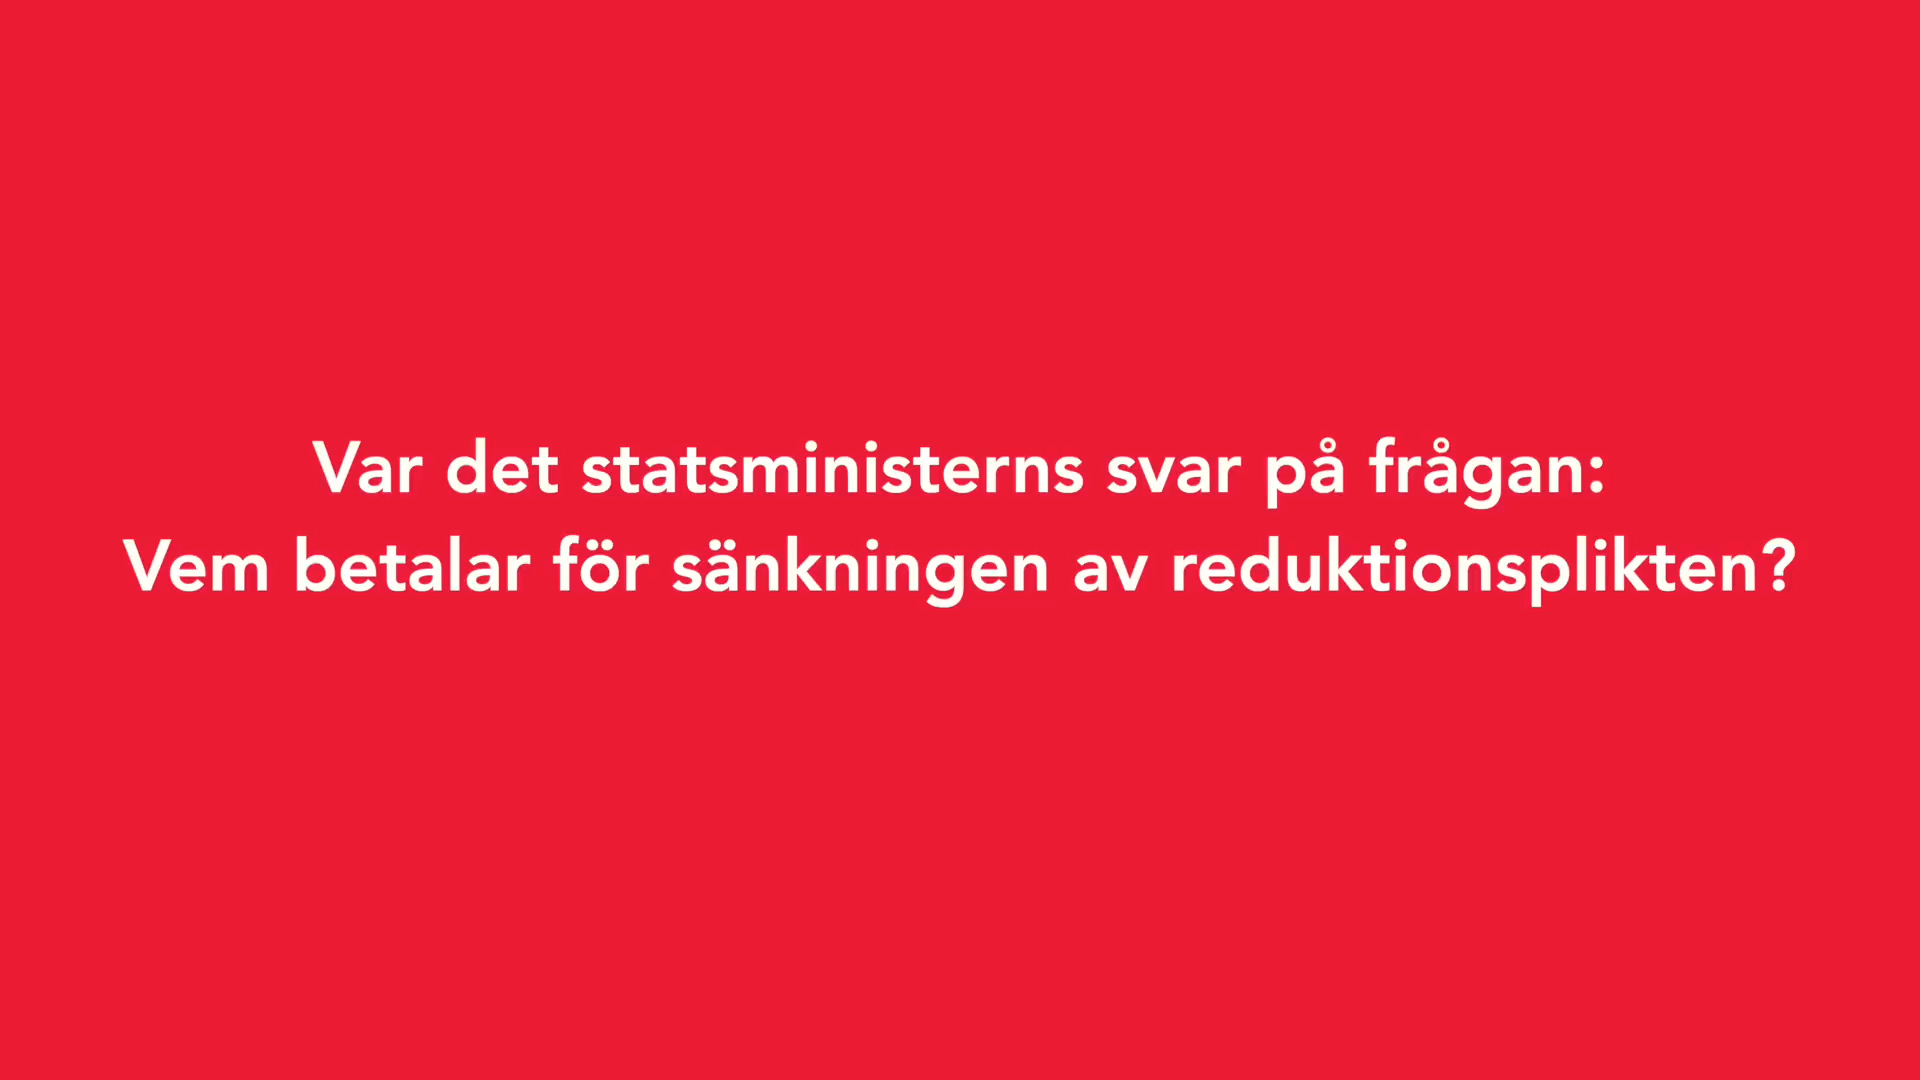 Var det statsministerns svar på frågan:
Vem betalar för sänkningen av reduktionsplikten?